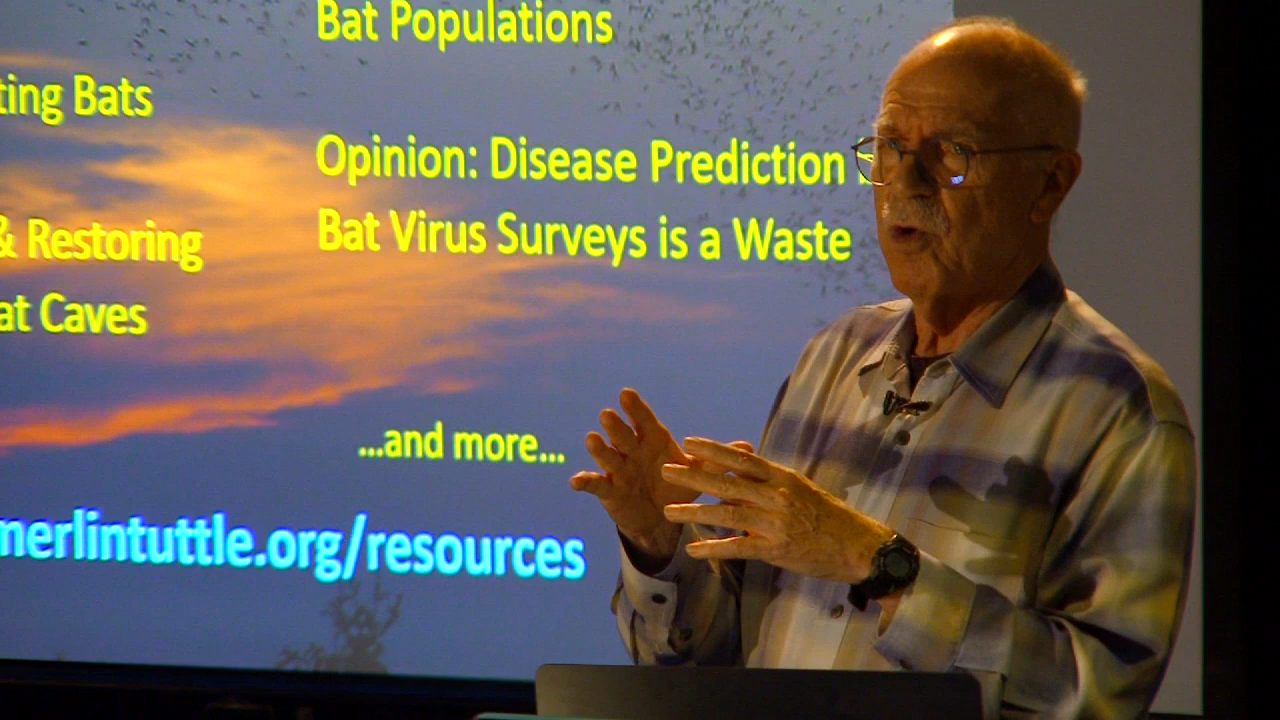 Bat Populations
ting Bats
Opinion: Disease Prediction
Bat Virus Surveys is a Waste
& Restoring
at Caves
...and more...
merlintuttle.org/resources